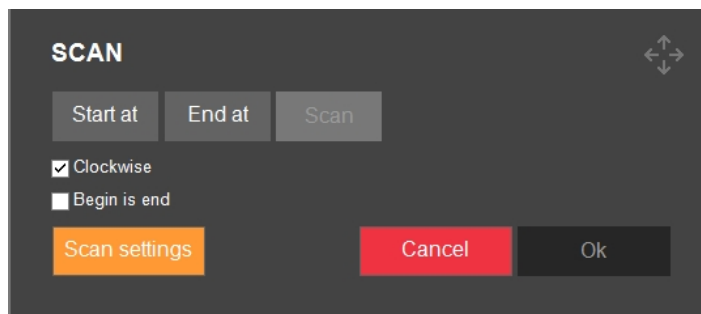 SCAN
Start at End at Scan
Clockwise
Begin is end
Scan settings Cancel Ok